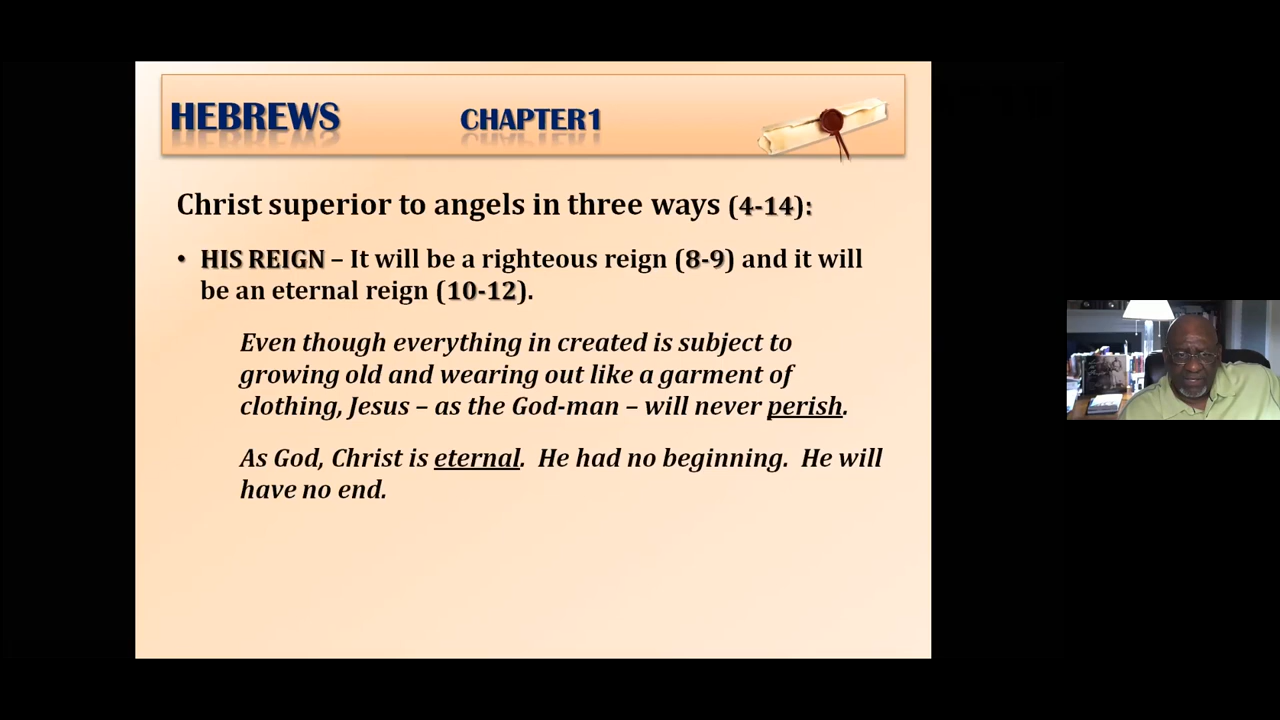 HEBREWS CHAPTER1
Christ superior to angels in three ways (4-14):
• HIS REIGN – It will be a righteous reign (8-9) and it will
be an eternal reign (10-12).
Even though everything in created is subject to
growing old and wearing out like a garment of
clothing, Jesus – as the God-man – will never perish.
As God, Christ is eternal. He had no beginning. He will
have no end.